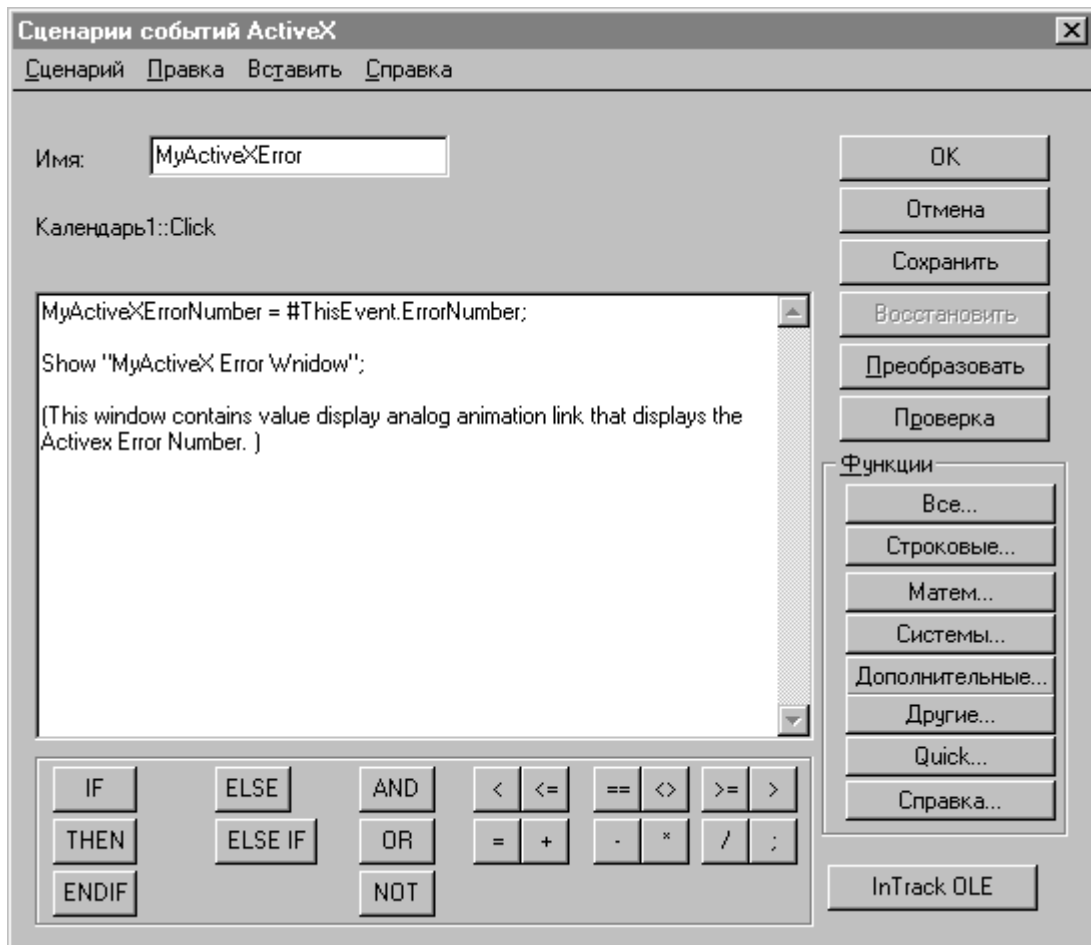 Сценарии событий ActiveX
Сценарий Правка Вставить Справка
Имя: MyActiveXError
Календарь1::Click
MyActiveXErrorNumber = #ThisEvent.ErrorNumber;
Show "MyActiveX Error Wnidow";
(This window contains value display analog animation link that displays the
Activex Error Number. )
OK
Отмена
Сохранить
Восстановить
Преобразовать
Проверка
Функции
Все...
Строковые...
Матем...
Системы...
Дополнительные...
Другие...
Quick...
Справка...
InTrack OLE
IF ELSE AND < <= == <> >= >
THEN ELSE IF OR = + - * / ;
ENDIF NOT